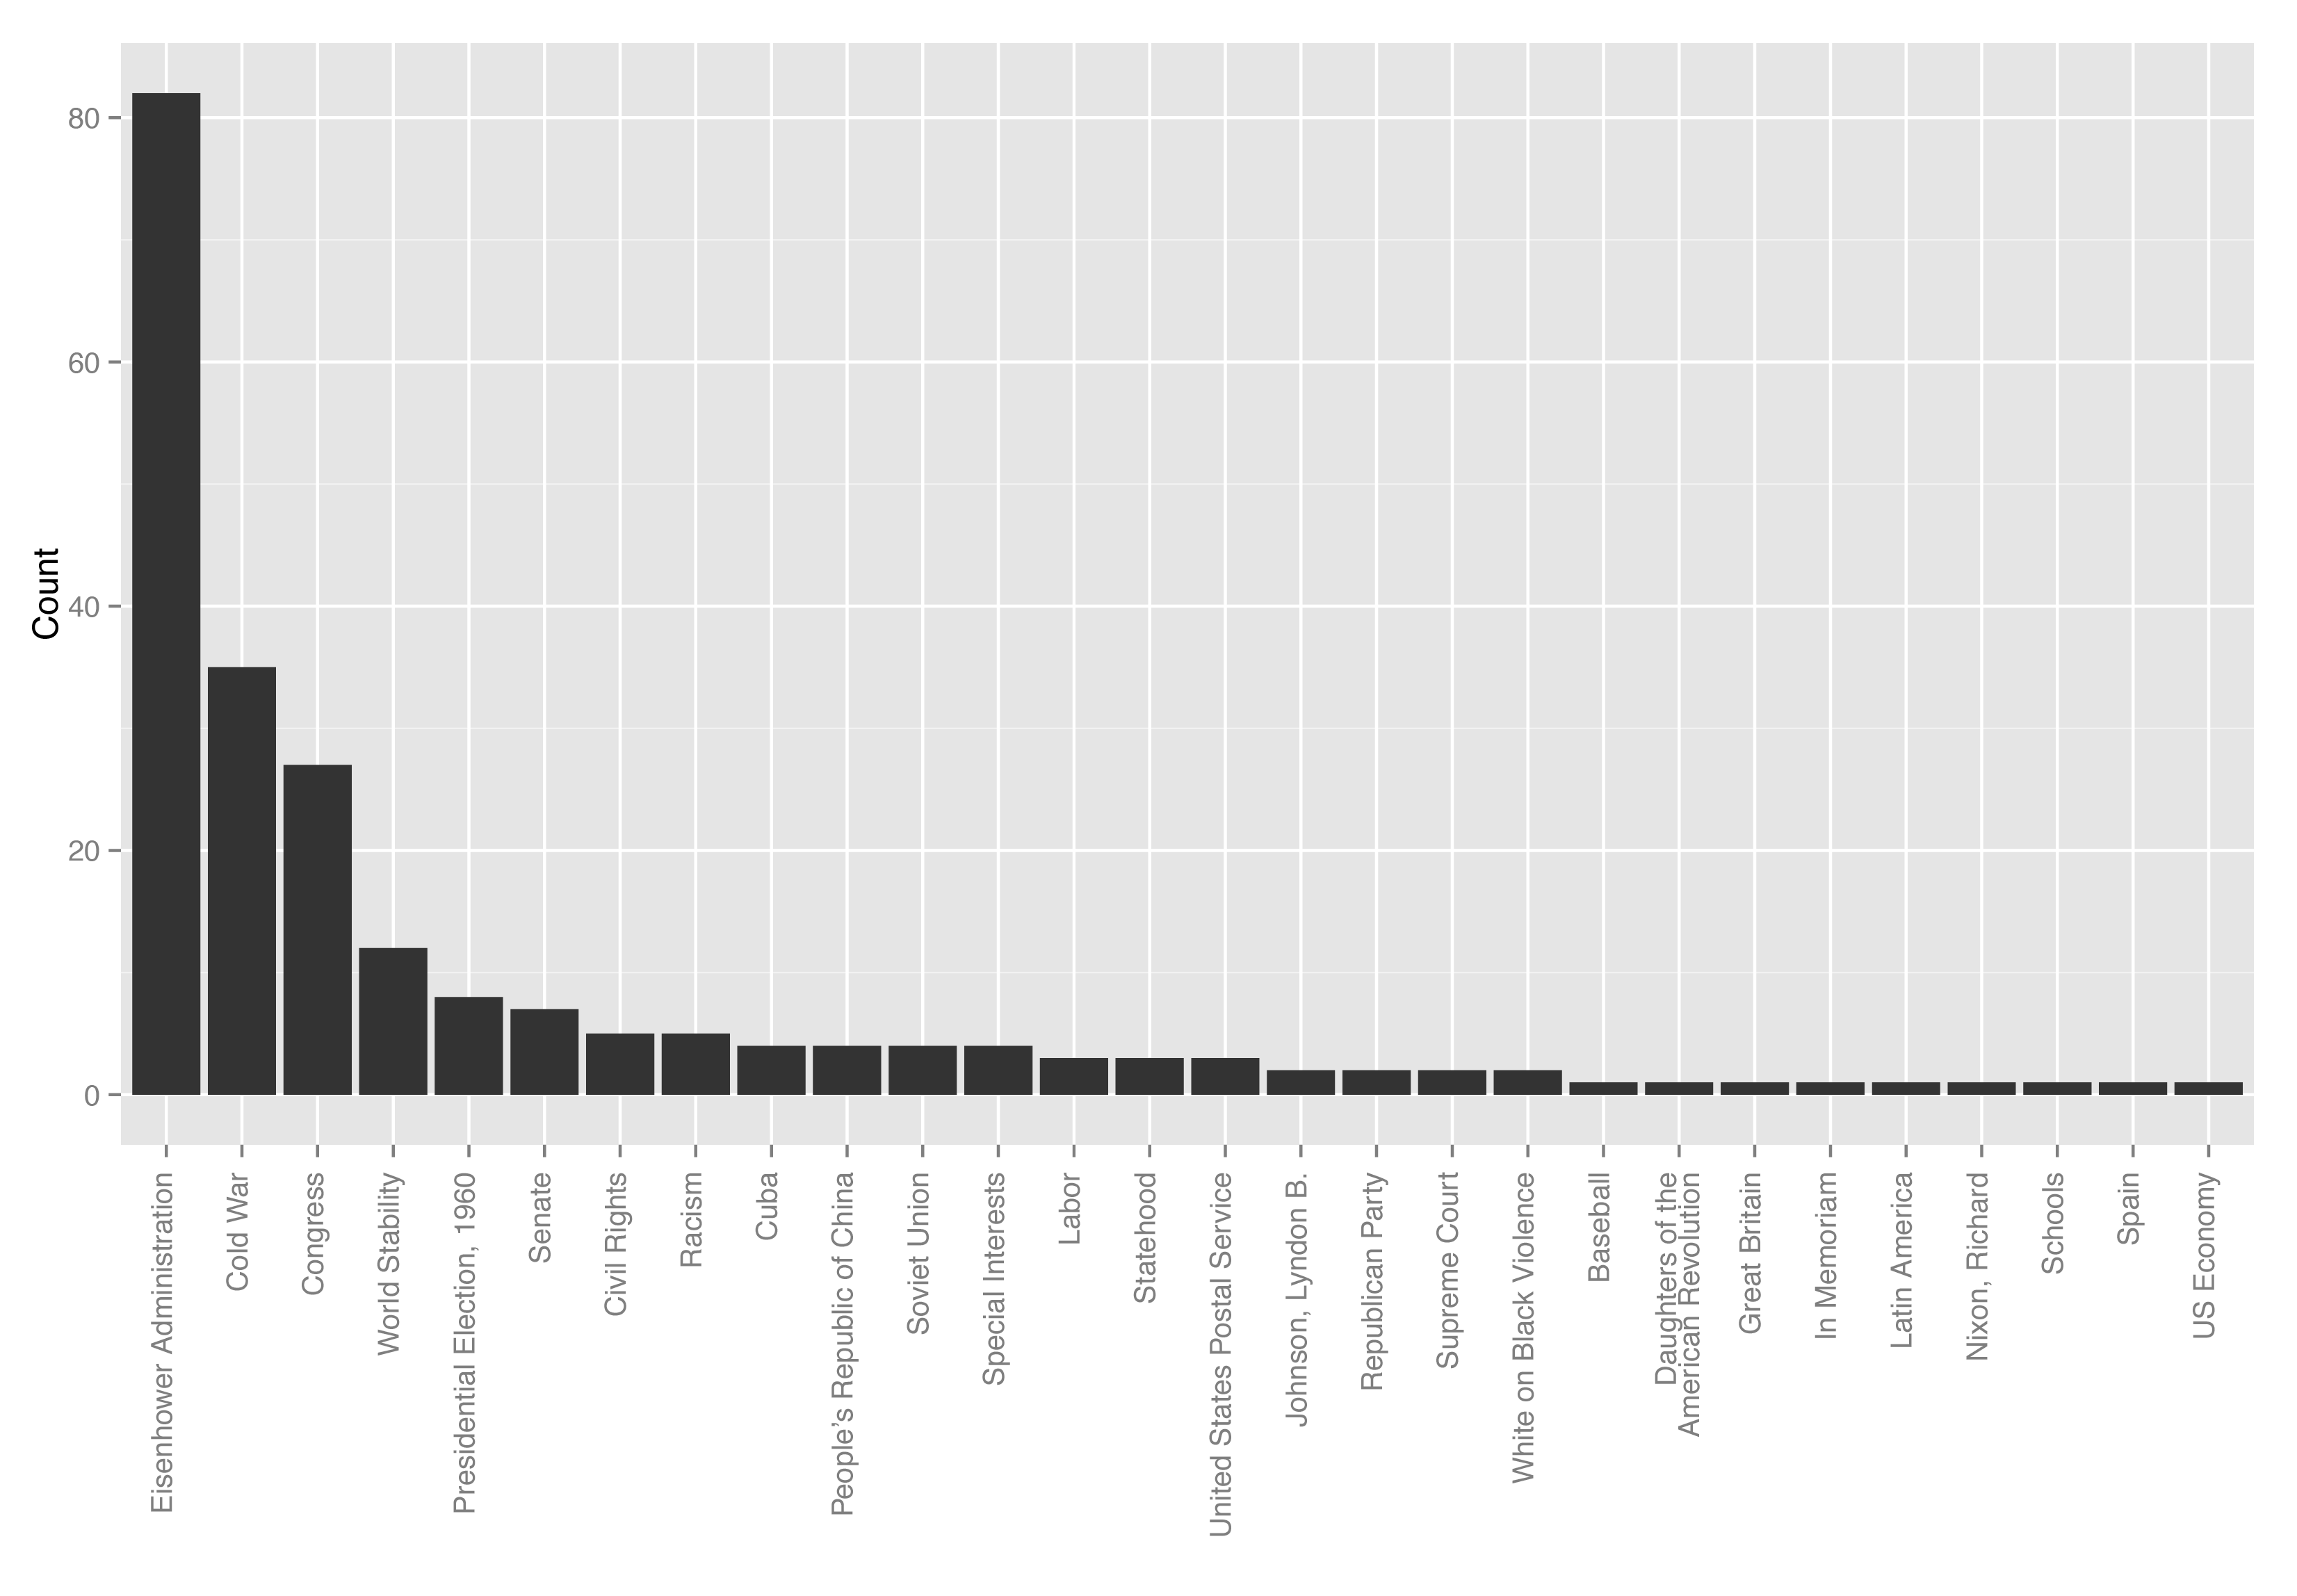 Count
80
60
40
20
0
Eisenhower Administration
Cold War
Congress
World Stability
Presidential Election, 1960
Senate
Civil Rights
Racism
Cuba
People’s Republic of China
Soviet Union
Special Interests
Labor
Statehood
United States Postal Service
Johnson, Lyndon B.
Republican Party
Supreme Court
White on Black Violence
Baseball
Daughters of the
American Revolution
Great Britain
In Memoriam
Latin America
Nixon, Richard
Schools
Spain
US Economy